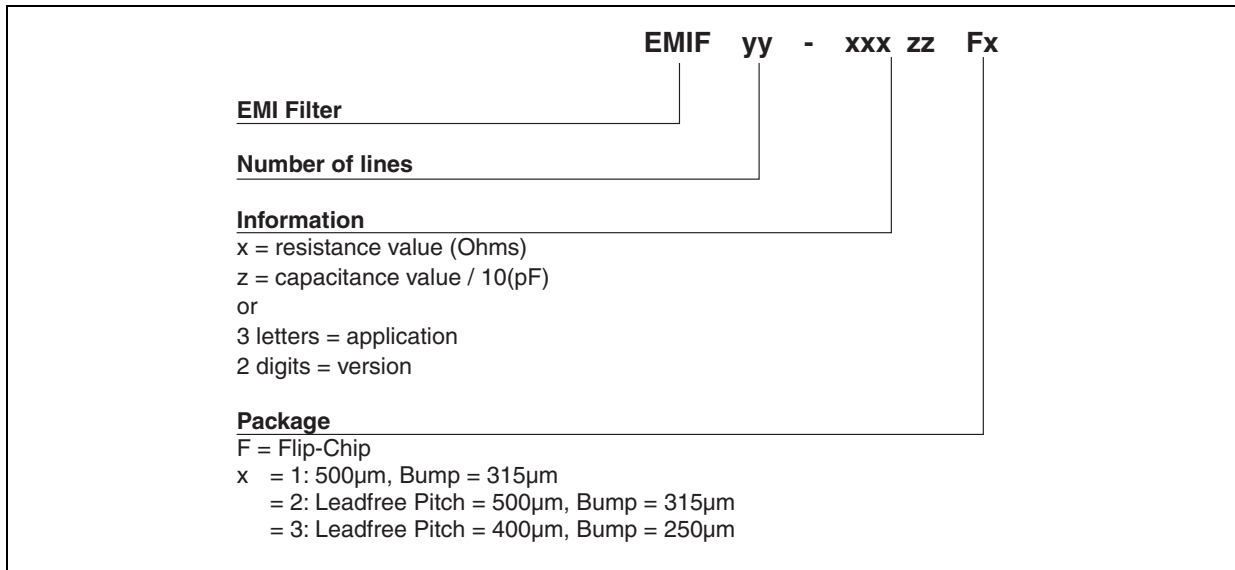 EMIF yy - xxx zz Fx
EMI Filter
Number of lines
Information
x = resistance value (Ohms)
z = capacitance value / 10(pF)
or
3 letters = application
2 digits = version
Package
F = Flip-Chip
x = 1: 500µm, Bump = 315µm
= 2: Leadfree Pitch = 500µm, Bump = 315µm
= 3: Leadfree Pitch = 400µm, Bump = 250µm